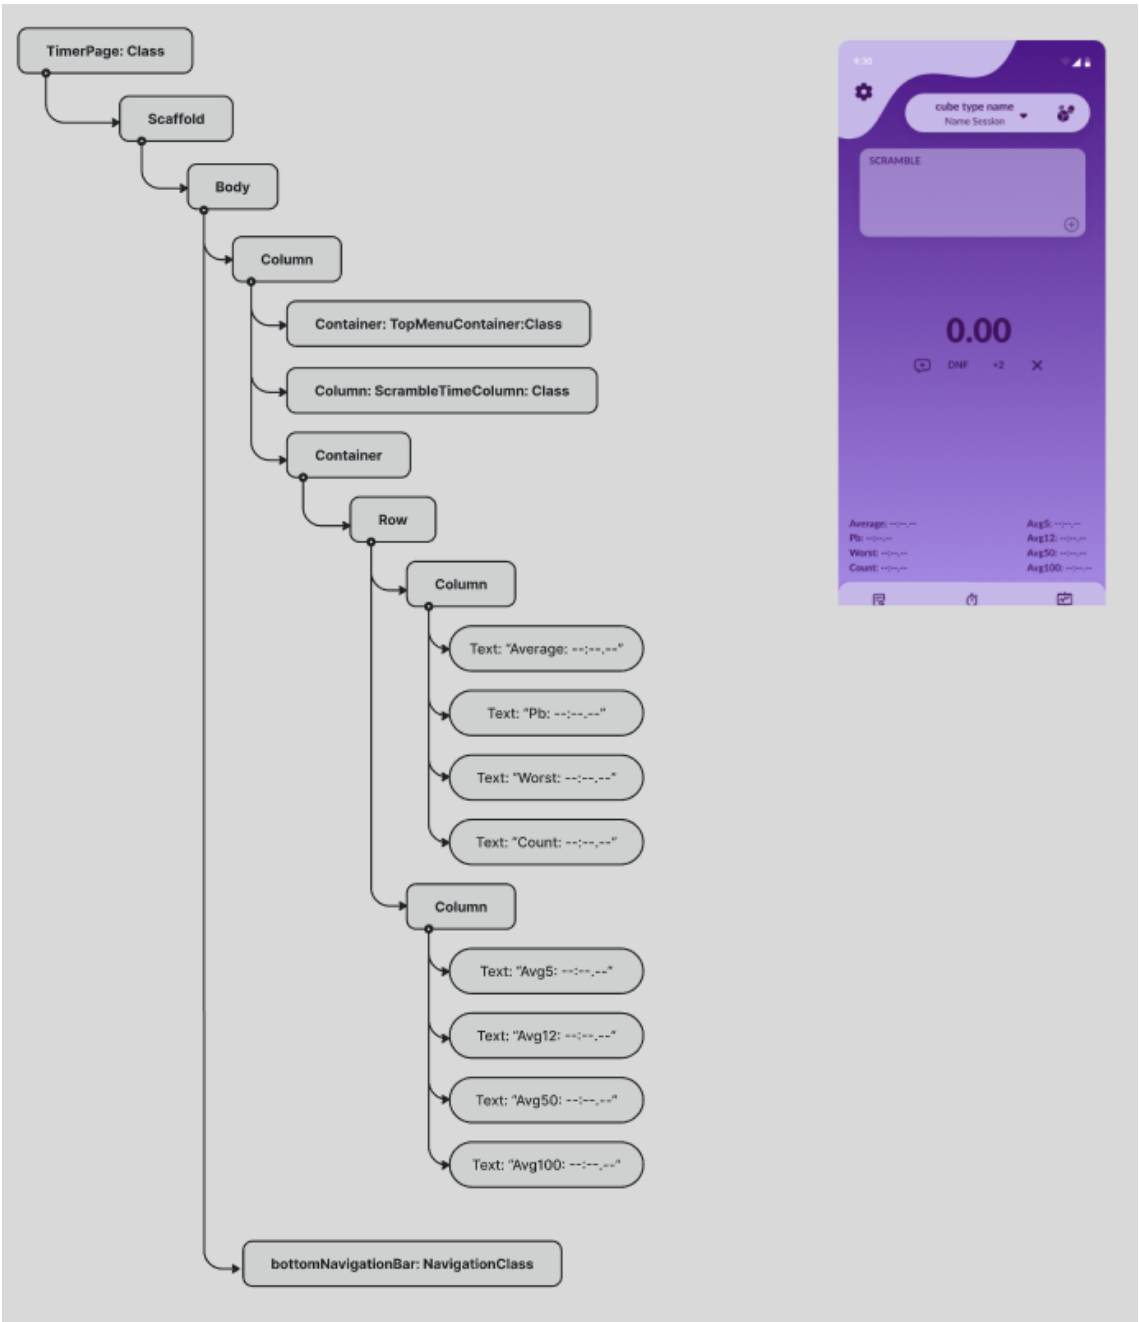 TimerPage: Class
Scaffold
Body
Column
Container: TopMenuContainer:Class
Column: ScrambleTimeColumn: Class
Container
Row
Column
Text: “Average: --:--.--”
Text: “Pb: --:--.--”
Text: “Worst: --:--.--”
Text: “Count: --:--.--”
Column
Text: “Avg5: --:--.--”
Text: “Avg12: --:--.--”
Text: “Avg50: --:--.--”
Text: “Avg100: --:--.--”
bottomNavigationBar: NavigationClass
9:30
cube type name
Name Session
SCRAMBLE
0.00
DNF +2
Average: --:--.--
Pb: --:--.--
Worst: --:--.--
Count: --:--.--
Avg5: --:--.--
Avg12: --:--.--
Avg50: --:--.--
Avg100: --:--.--